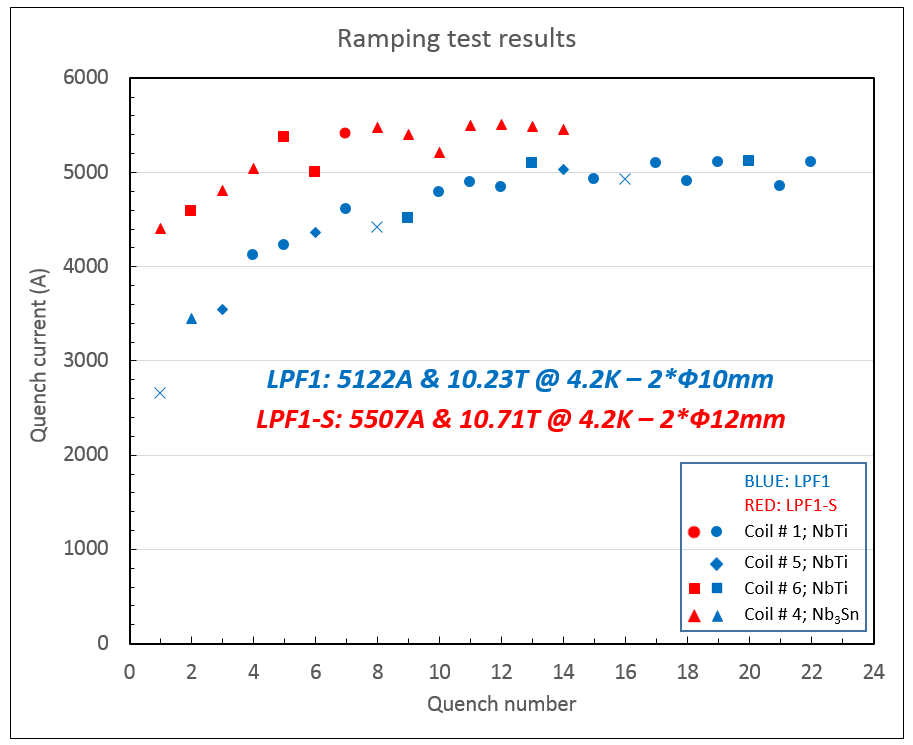 Ramping test results
6000
5000
4000
3000
2000
1000
0
Quench current (A)
LPF1: 5122A & 10.23T @ 4.2K – 2*Φ10mm
LPF1-S: 5507A & 10.71T @ 4.2K – 2*Φ12mm
BLUE: LPF1
RED: LPF1-S
Coil # 1; NbTi
Coil # 5; NbTi
Coil # 6; NbTi
Coil # 4; Nb₃Sn
0 2 4 6 8 10 12 14 16 18 20 22 24
Quench number